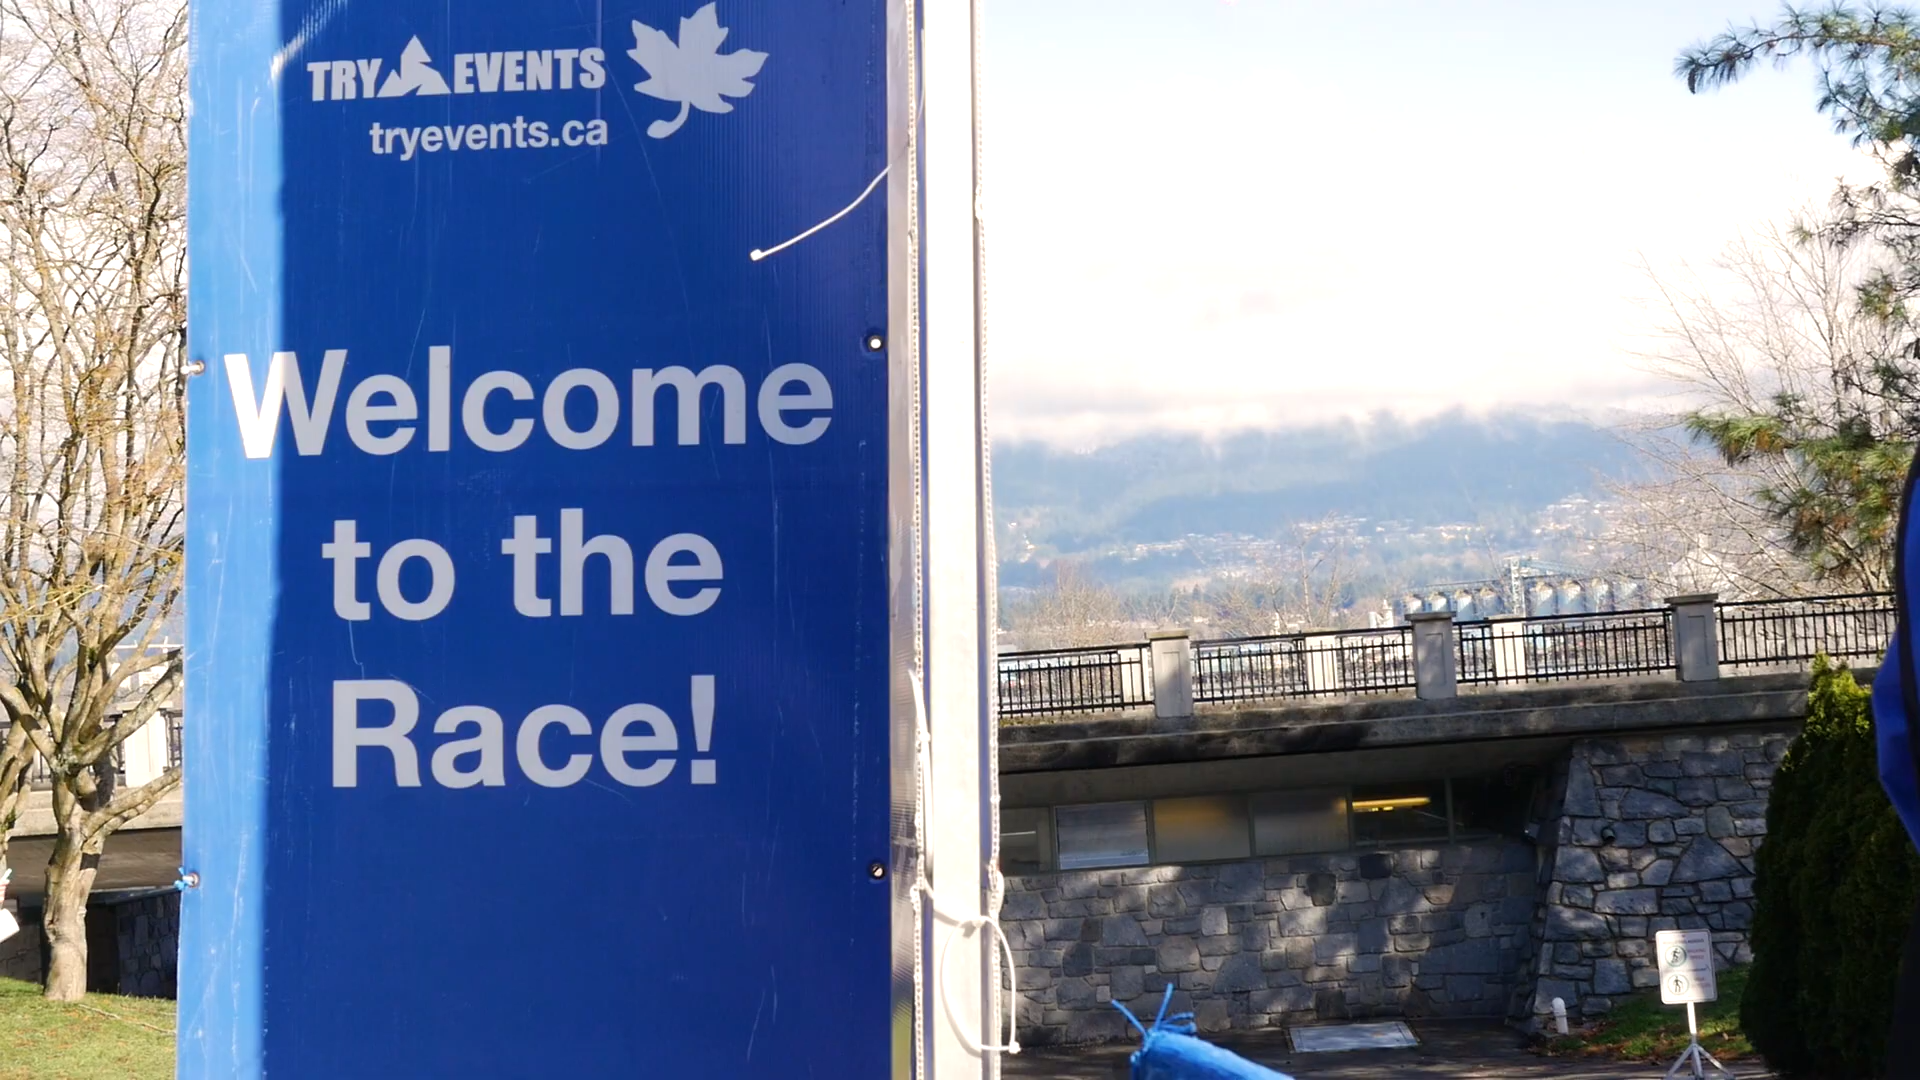 TRY EVENTS
tryevents.ca
Welcome
to the
Race!